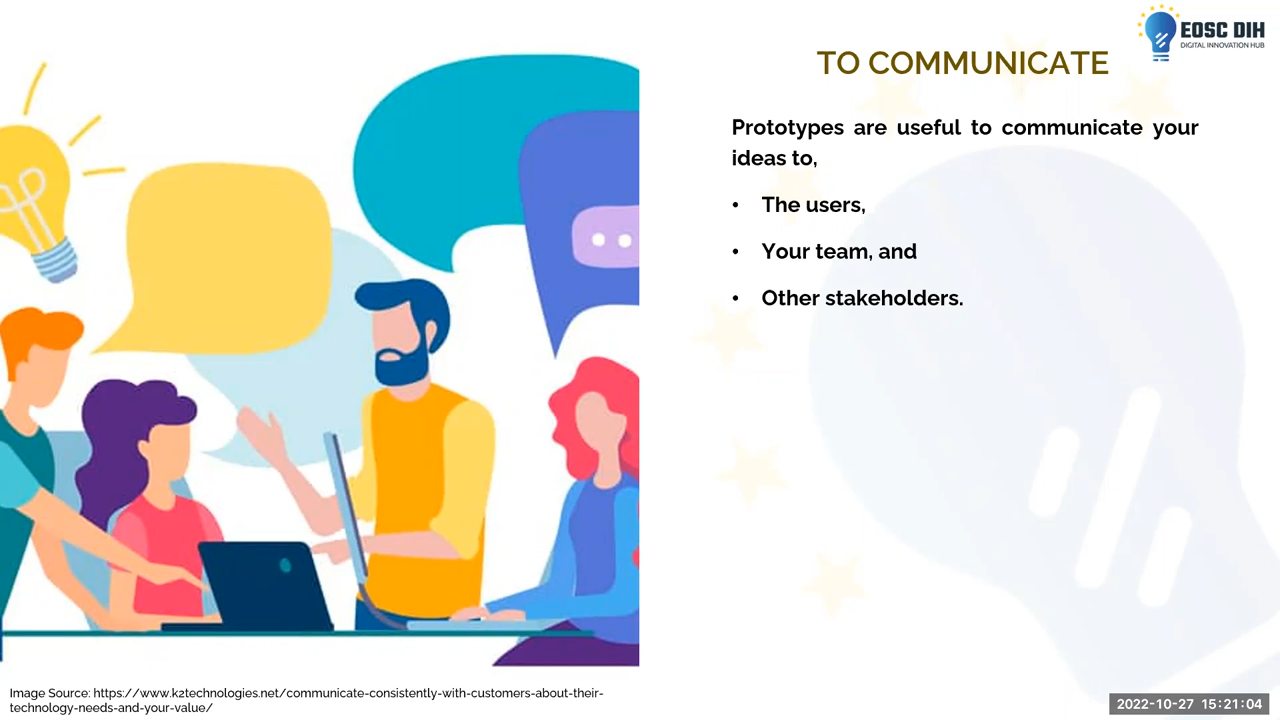 EOSC DIH
DIGITAL INNOVATION HUB
TO COMMUNICATE
Prototypes are useful to communicate your
ideas to,
• The users,
• Your team, and
• Other stakeholders.
Image Source: https://www.k2technologies.net/communicate-consistently-with-customers-about-their-
technology-needs-and-your-value/
2022-10-27 15:21:04